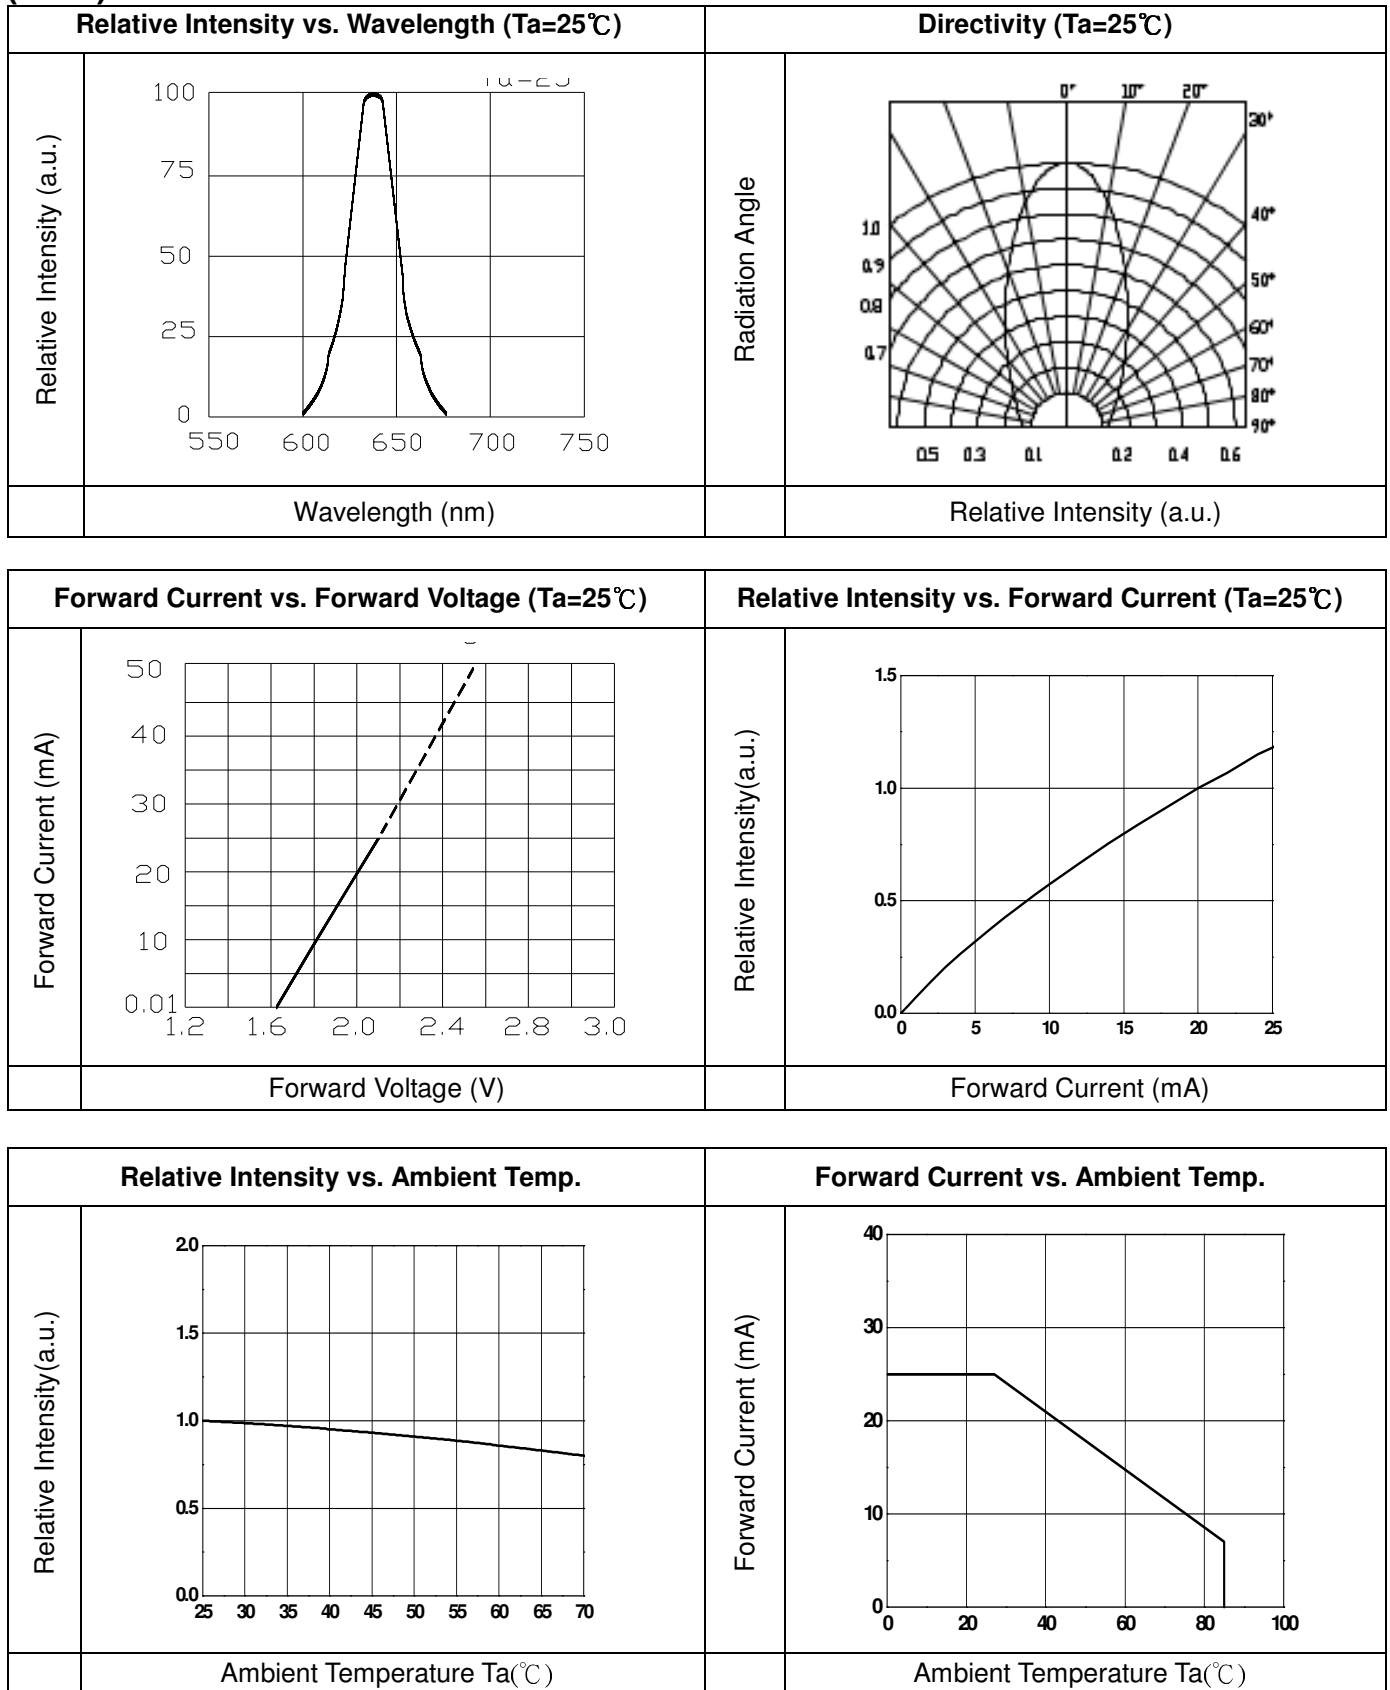 Relative Intensity vs. Wavelength (Ta=25℃)
Directivity (Ta=25℃)
Relative Intensity (a.u.)
100
75
50
25
0
550 600 650 700 750
Wavelength (nm)
Radiation Angle
0° 10° 20°
30°
40°
50°
60°
70°
80°
90°
1.0
0.9
0.8
0.7
0.5 0.3 0.1 0.2 0.4 0.6
Relative Intensity (a.u.)
Forward Current vs. Forward Voltage (Ta=25℃)
Relative Intensity vs. Forward Current (Ta=25℃)
Forward Current (mA)
50
40
30
20
10
0.01
1.2 1.6 2.0 2.4 2.8 3.0
Forward Voltage (V)
Relative Intensity(a.u.)
1.5
1.0
0.5
0.0
0 5 10 15 20 25
Forward Current (mA)
Relative Intensity vs. Ambient Temp.
Forward Current vs. Ambient Temp.
Relative Intensity(a.u.)
2.0
1.5
1.0
0.5
0.0
25 30 35 40 45 50 55 60 65 70
Ambient Temperature Ta(℃)
Forward Current (mA)
40
30
20
10
0
0 20 40 60 80 100
Ambient Temperature Ta(℃)